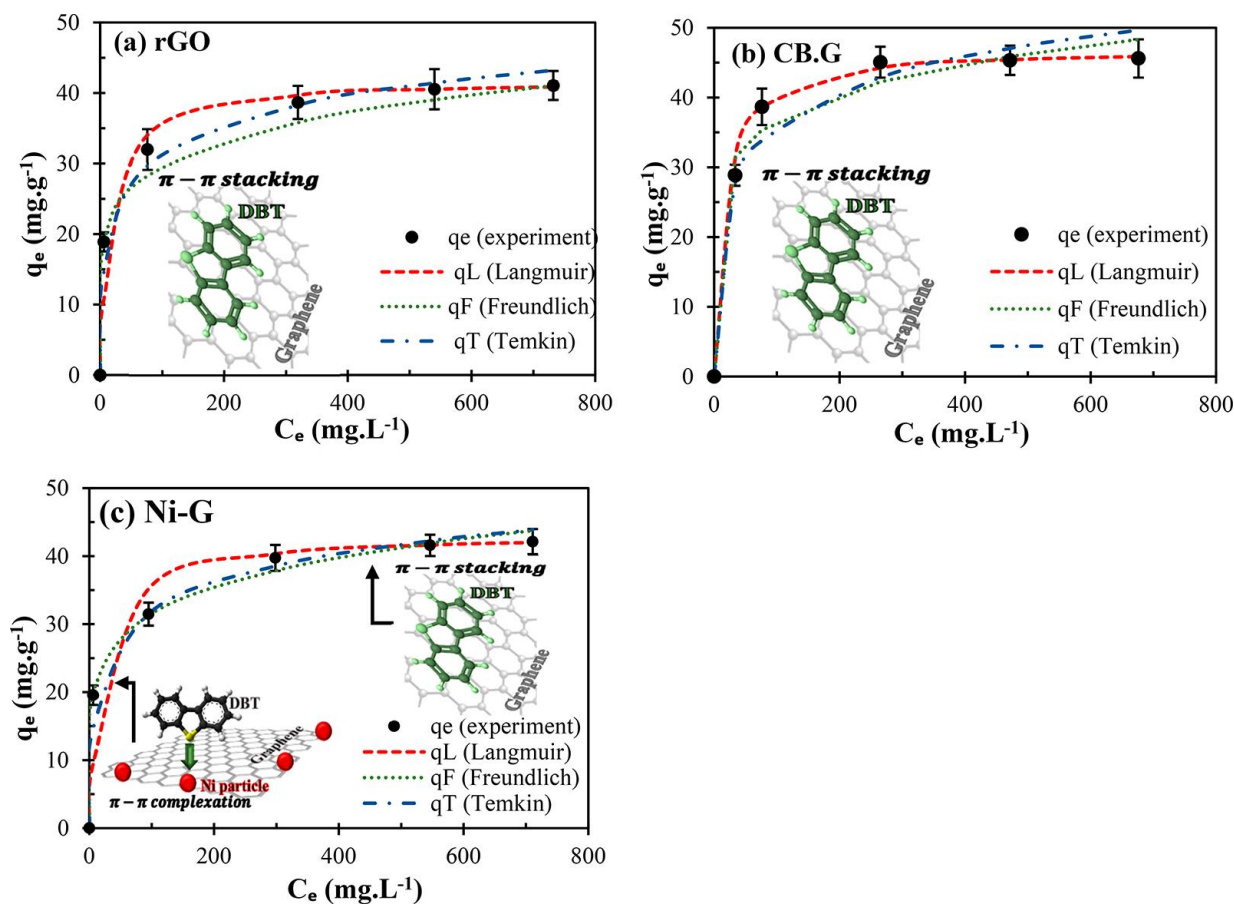 (a) rGO
50
40
30
20
10
0
qₑ (mg.g⁻¹)
π − π stacking
DBT
Graphene
qe (experiment)
qL (Langmuir)
qF (Freundlich)
qT (Temkin)
0 200 400 600 800
Cₑ (mg.L⁻¹)
(b) CB.G
50
40
30
20
10
0
qₑ (mg.g⁻¹)
π − π stacking
DBT
Graphene
qe (experiment)
qL (Langmuir)
qF (Freundlich)
qT (Temkin)
0 200 400 600 800
Cₑ (mg.L⁻¹)
(c) Ni-G
50
40
30
20
10
0
qₑ (mg.g⁻¹)
π − π stacking
DBT
Graphene
DBT
Graphene
Ni particle
π − π complexation
qe (experiment)
qL (Langmuir)
qF (Freundlich)
qT (Temkin)
0 200 400 600 800
Cₑ (mg.L⁻¹)